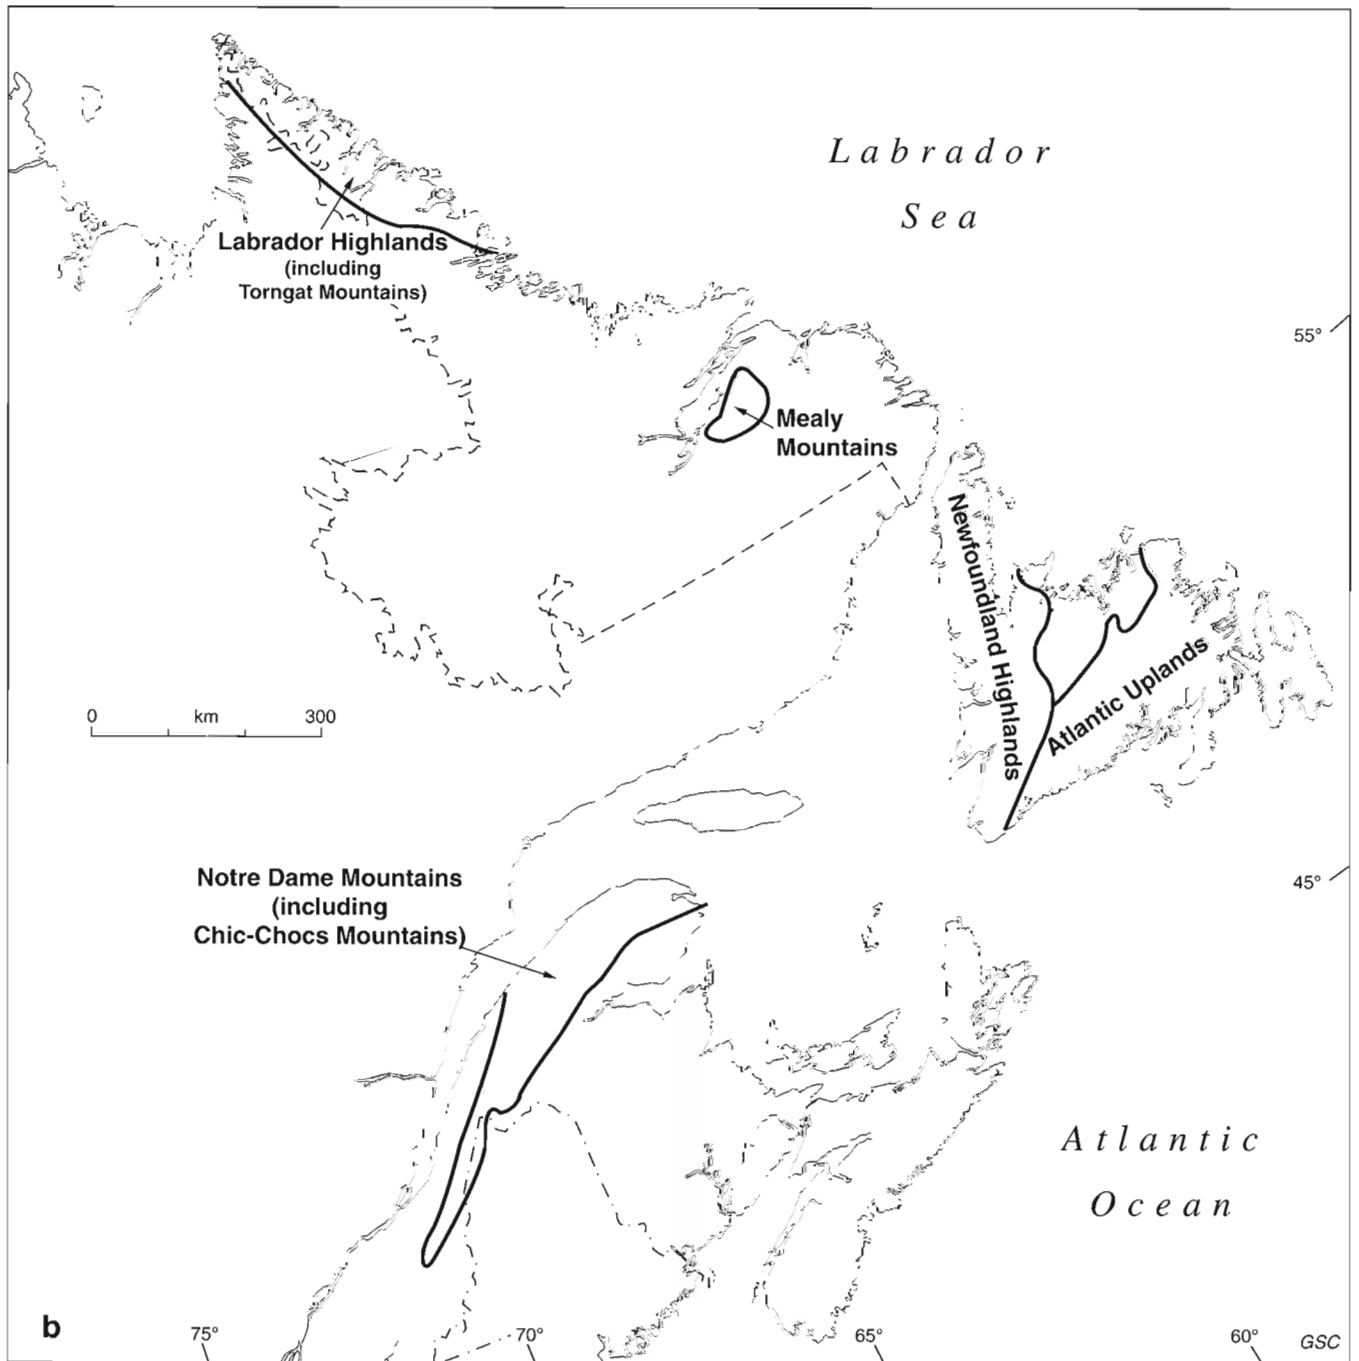 Labrador
Sea
Labrador Highlands
(including
Torngat Mountains)
55°
Mealy
Mountains
Newfoundland Highlands
Atlantic Uplands
0 km 300
Notre Dame Mountains
(including
Chic-Chocs Mountains)
45°
Atlantic
Ocean
b
75°
70°
65°
60°
GSC